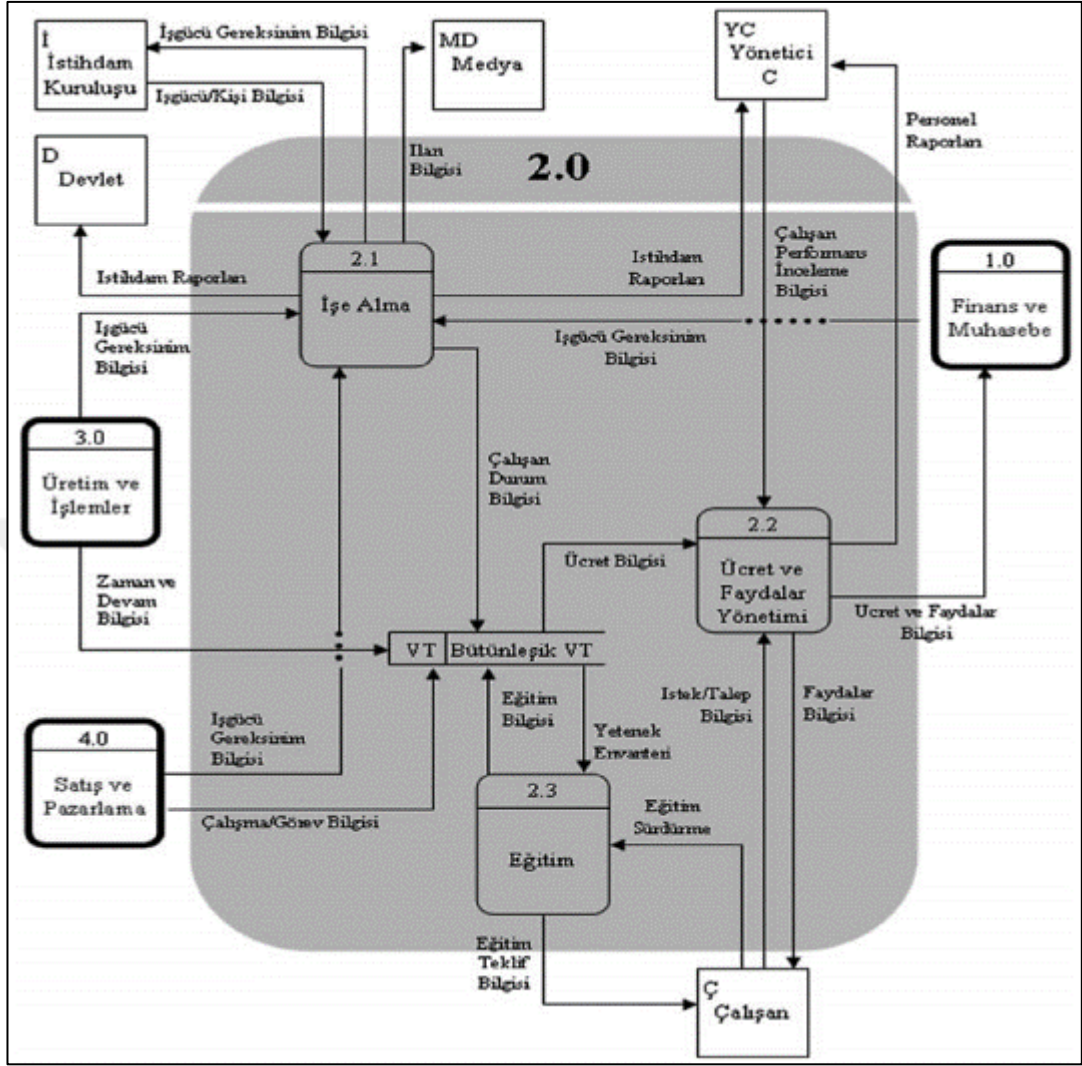 İ
İstihdam
Kuruluşu
İşgücü Gereksinim Bilgisi
İşgücü/Kişi Bilgisi
MD
Medya
YC
Yönetici
C
Personel
Raporları
D
Devlet
İlan
Bilgisi
2.0
2.1
İşe Alma
İstihdam Raporları
İstihdam
Raporları
Çalışan
Performans
İnceleme
Bilgisi
1.0
Finans ve
Muhasebe
İşgücü
Gereksinim
Bilgisi
İşgücü Gereksinim
Bilgisi
3.0
Üretim ve
İşlemler
Çalışan
Durum
Bilgisi
2.2
Ücret ve
Faydalar
Yönetimi
Ücret Bilgisi
Ücret ve Faydalar
Bilgisi
Zaman ve
Devam
Bilgisi
VT
Bütünleşik VT
Eğitim
Bilgisi
Yetenek
Envanteri
İstek/Talep
Bilgisi
Faydalar
Bilgisi
4.0
Satış ve
Pazarlama
İşgücü
Gereksinim
Bilgisi
Çalışma/Görev Bilgisi
2.3
Eğitim
Eğitim
Sürdürme
Eğitim
Teklif
Bilgisi
Ç
Çalışan